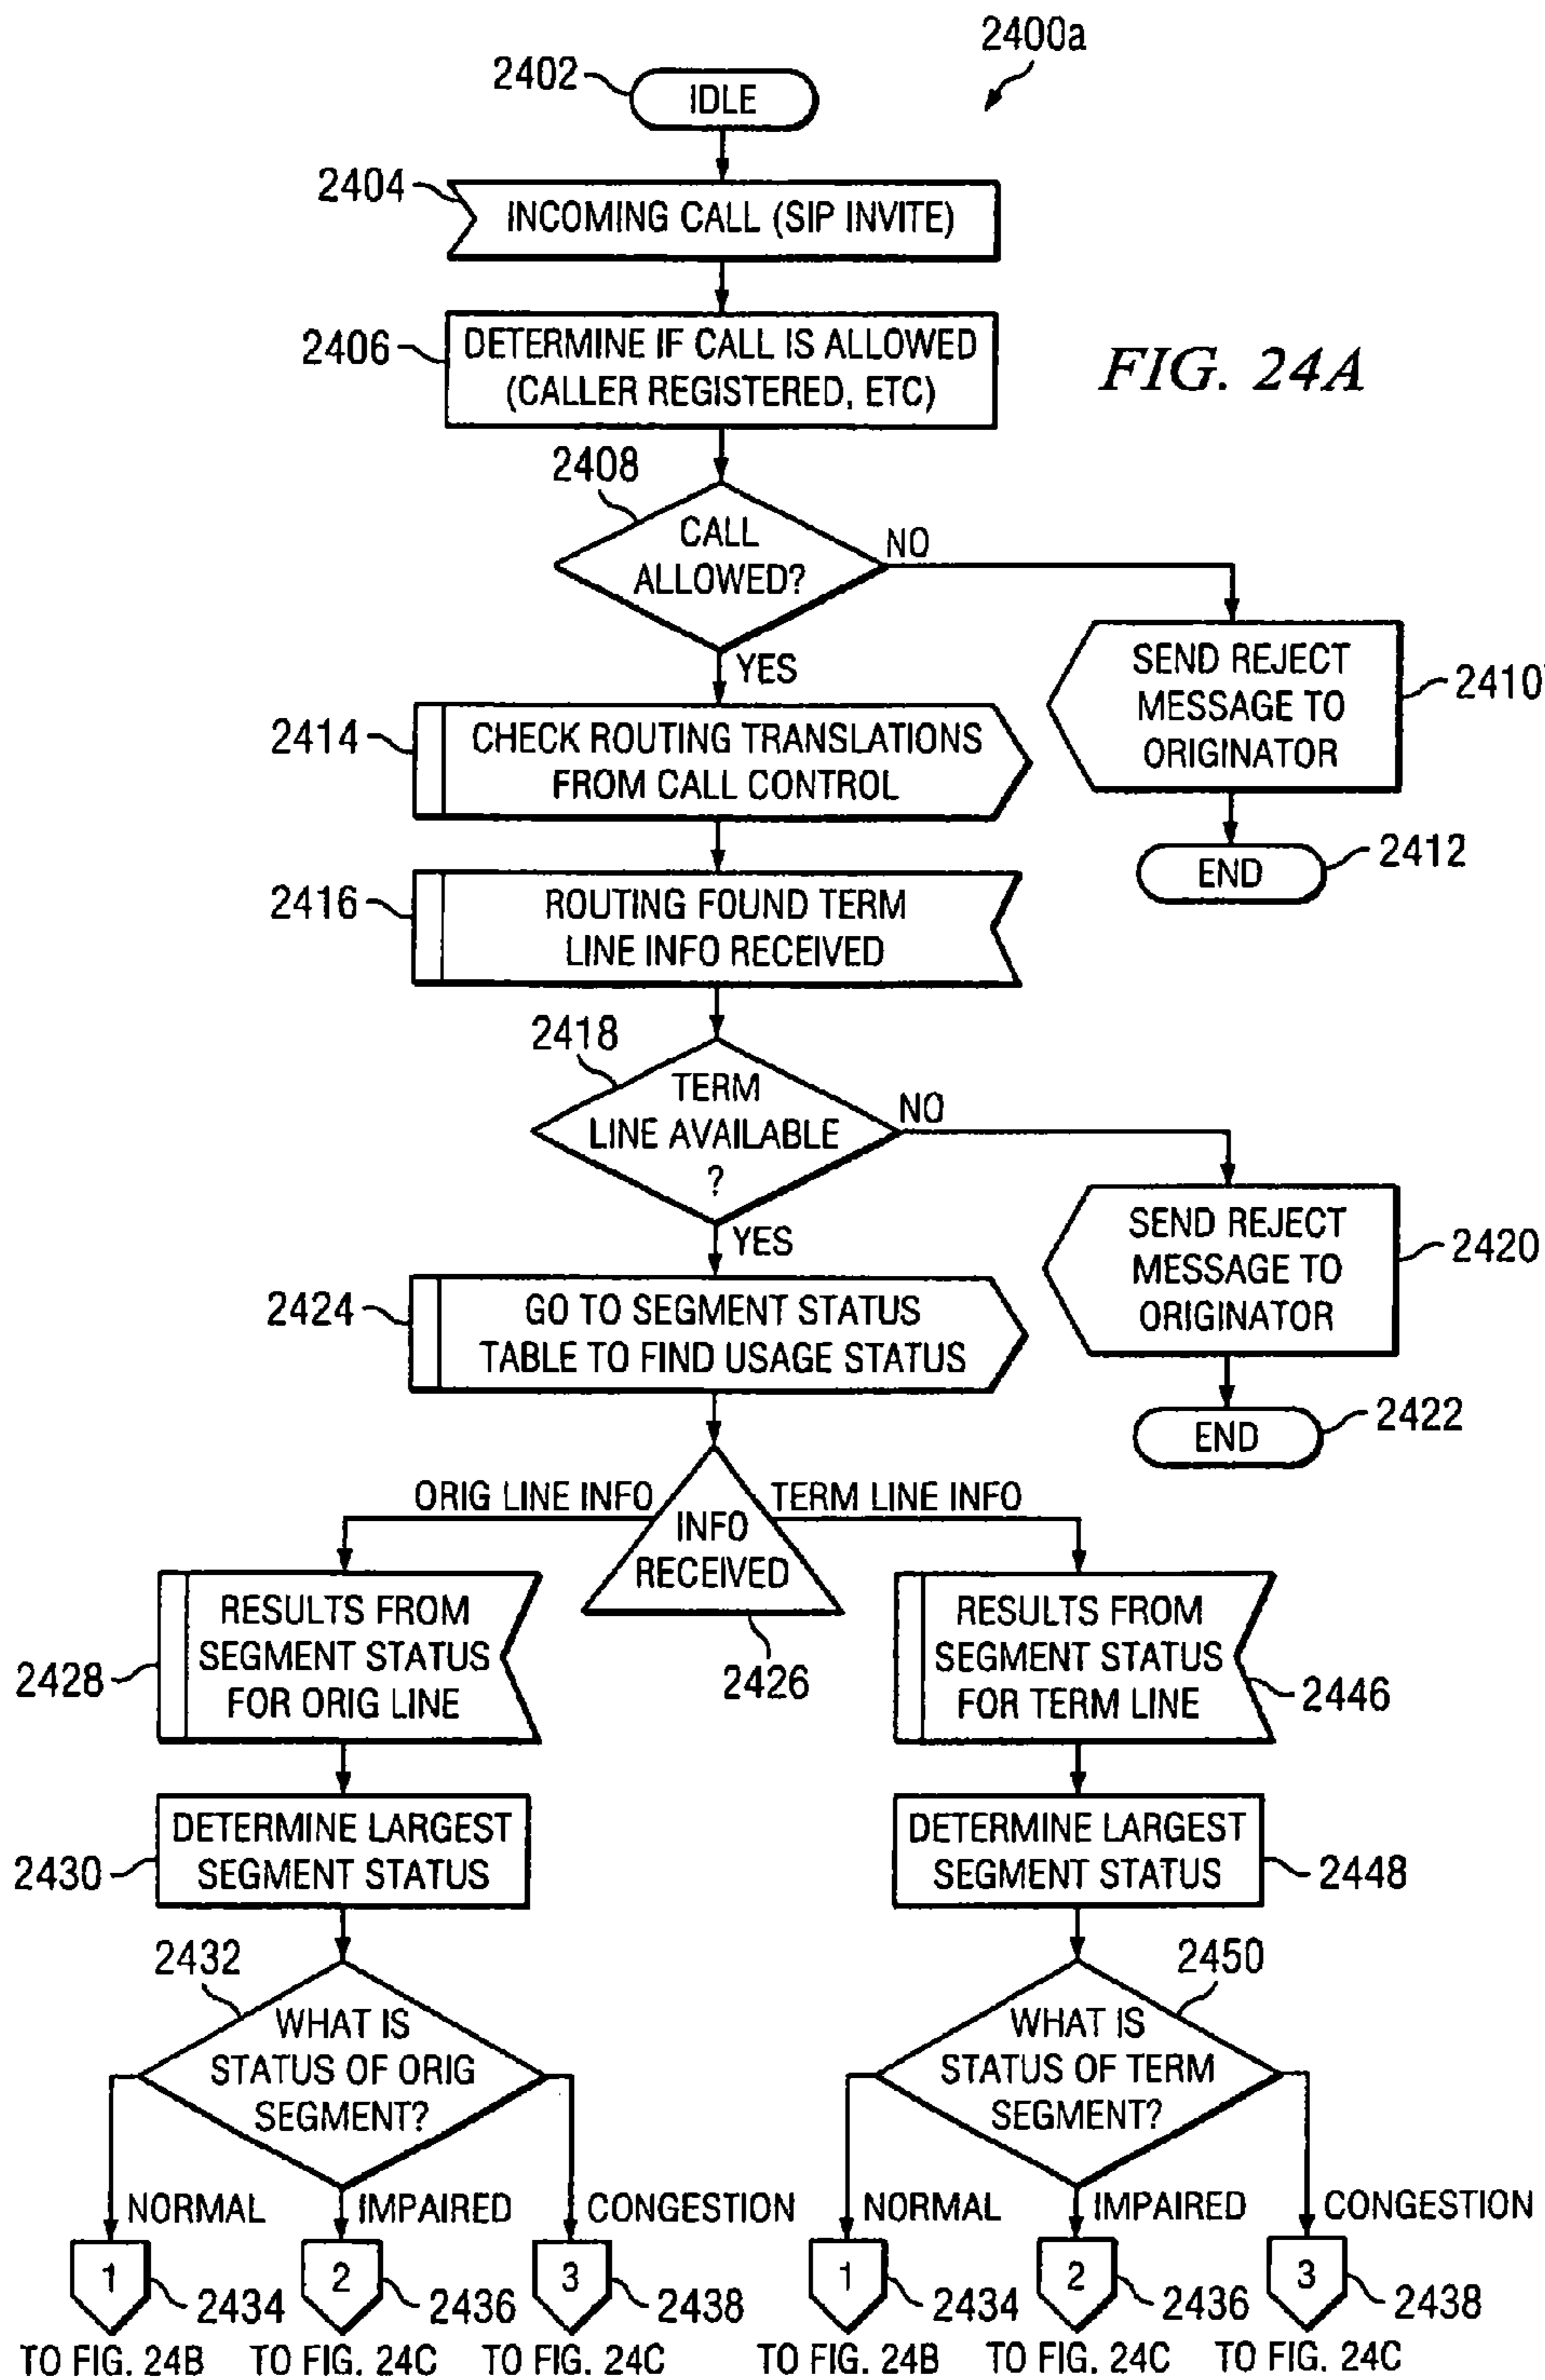 2400a
2402
IDLE
2404
INCOMING CALL (SIP INVITE)
2406
DETERMINE IF CALL IS ALLOWED
(CALLER REGISTERED, ETC)
FIG. 24A
2408
CALL
ALLOWED?
NO
YES
SEND REJECT
MESSAGE TO
ORIGINATOR
2410
2414
CHECK ROUTING TRANSLATIONS
FROM CALL CONTROL
END
2412
2416
ROUTING FOUND TERM
LINE INFO RECEIVED
2418
TERM
LINE AVAILABLE
?
NO
YES
SEND REJECT
MESSAGE TO
ORIGINATOR
2420
2424
GO TO SEGMENT STATUS
TABLE TO FIND USAGE STATUS
END
2422
ORIG LINE INFO
TERM LINE INFO
INFO
RECEIVED
2426
RESULTS FROM
SEGMENT STATUS
FOR ORIG LINE
2428
RESULTS FROM
SEGMENT STATUS
FOR TERM LINE
2446
DETERMINE LARGEST
SEGMENT STATUS
2430
DETERMINE LARGEST
SEGMENT STATUS
2448
2432
WHAT IS
STATUS OF ORIG
SEGMENT?
2450
WHAT IS
STATUS OF TERM
SEGMENT?
NORMAL
IMPAIRED
CONGESTION
NORMAL
IMPAIRED
CONGESTION
1
2434
2
2436
3
2438
1
2434
2
2436
3
2438
TO FIG. 24B
TO FIG. 24C
TO FIG. 24C
TO FIG. 24B
TO FIG. 24C
TO FIG. 24C